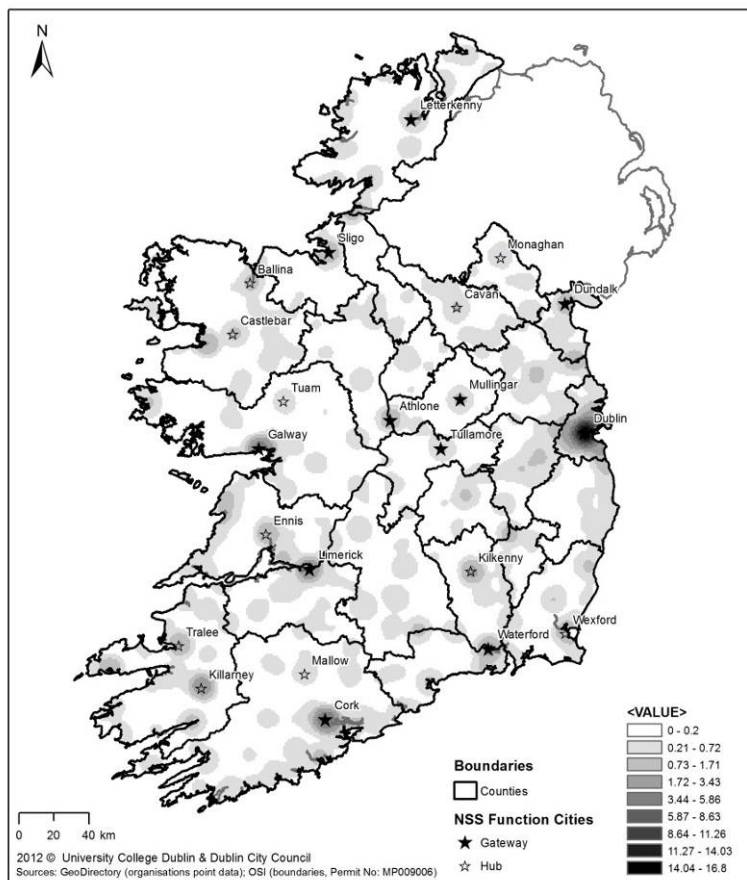 N
Letterkenny
Sligo
Monaghan
Ballina
Cavan
Dundalk
Castlebar
Tuam
Mullingar
Athlone
Dublin
Galway
Tullamore
Ennis
Limerick
Kilkenny
Tralee
Wexford
Waterford
Killarney
Mallow
Cork
<VALUE>
0 - 0.2
0.21 - 0.72
0.73 - 1.71
1.72 - 3.43
3.44 - 5.86
5.87 - 8.63
8.64 - 11.26
11.27 - 14.03
14.04 - 16.8
Boundaries
Counties
NSS Function Cities
Gateway
Hub
0 20 40
km
2012 © University College Dublin & Dublin City Council
Sources: GeoDirectory (organisations point data); OSI (boundaries, Permit No: MP009006)